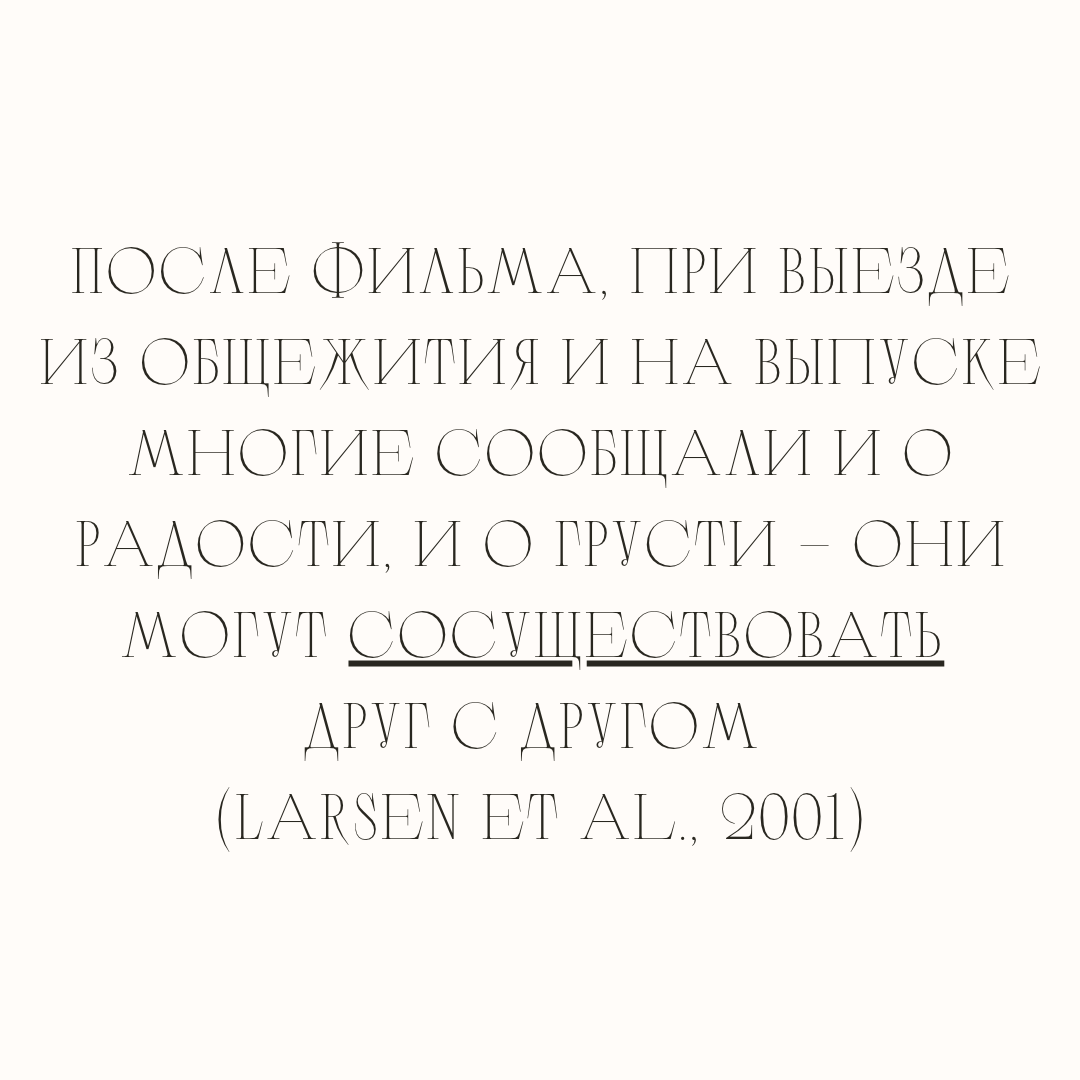 ПОСЛЕ ФИЛЬМА, ПРИ ВЫЕЗДЕ
ИЗ ОБЩЕЖИТИЯ И НА ВЫПУСКЕ
МНОГИЕ СООБЩАЛИ И О
РАДОСТИ, И О ГРУСТИ – ОНИ
МОГУТ СОСУЩЕСТВОВАТЬ
ДРУГ С ДРУГОМ
(LARSEN ET AL., 2001)